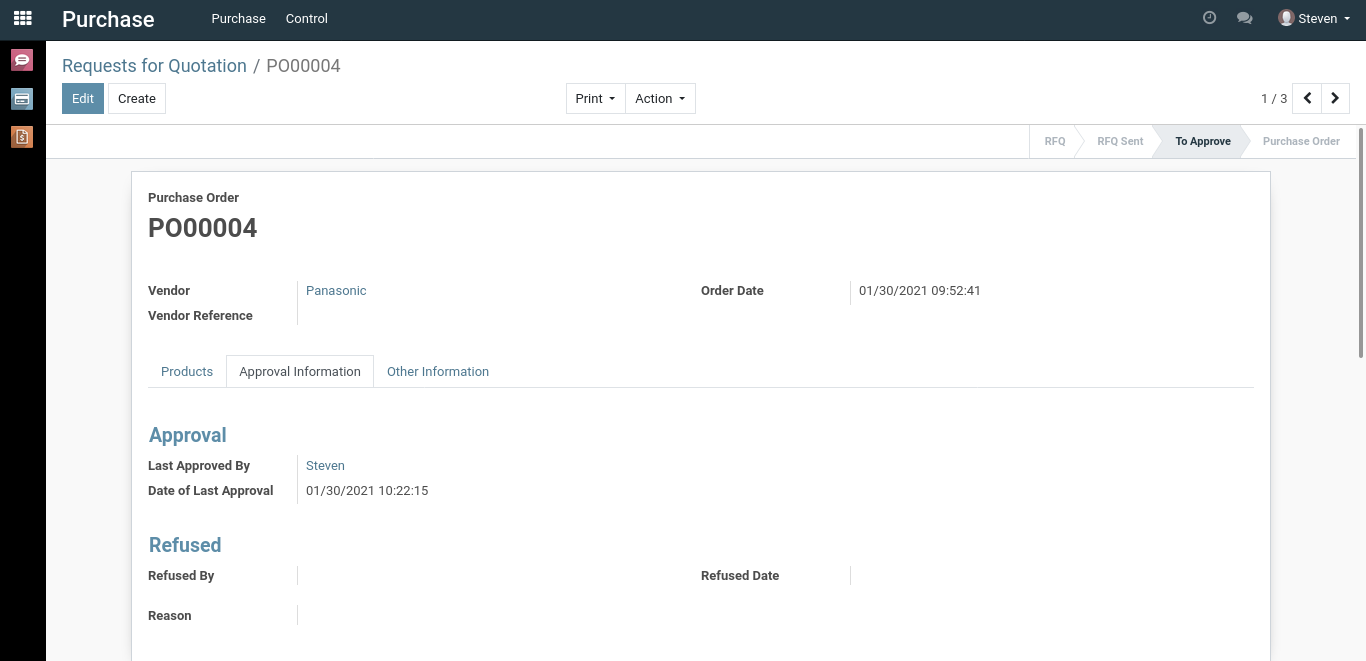 Purchase Purchase Control Steven
Requests for Quotation / PO00004
Edit Create Print Action 1 / 3
RFQ RFQ Sent To Approve Purchase Order
Purchase Order
PO00004
Vendor Panasonic Order Date 01/30/2021 09:52:41
Vendor Reference
Products Approval Information Other Information
Approval
Last Approved By Steven
Date of Last Approval 01/30/2021 10:22:15
Refused
Refused By Refused Date
Reason